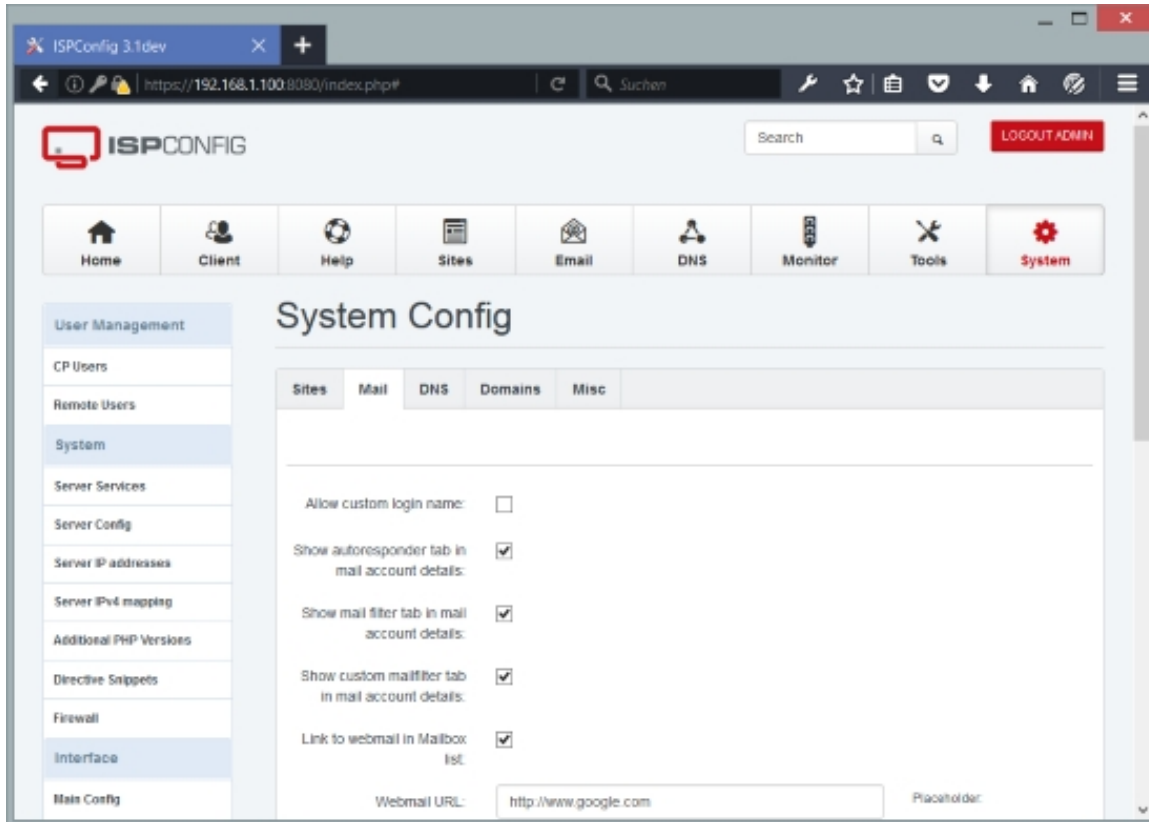 ISPConfig 3.1dev
https://192.168.1.100:8080/index.php#
Suchen
ISPCONFIG
Search
LOGOUT ADMIN
Home Client Help Sites Email DNS Monitor Tools System
User Management
CP Users
Remote Users
System
Server Services
Server Config
Server IP addresses
Server IPv4 mapping
Additional PHP Versions
Directive Snippets
Firewall
Interface
Main Config
System Config
Sites Mail DNS Domains Misc
Allow custom login name:
Show autoresponder tab in
mail account details:
Show mail filter tab in mail
account details:
Show custom mailfilter tab
in mail account details:
Link to webmail in Mailbox
list:
Webmail URL: http://www.google.com Placeholder: